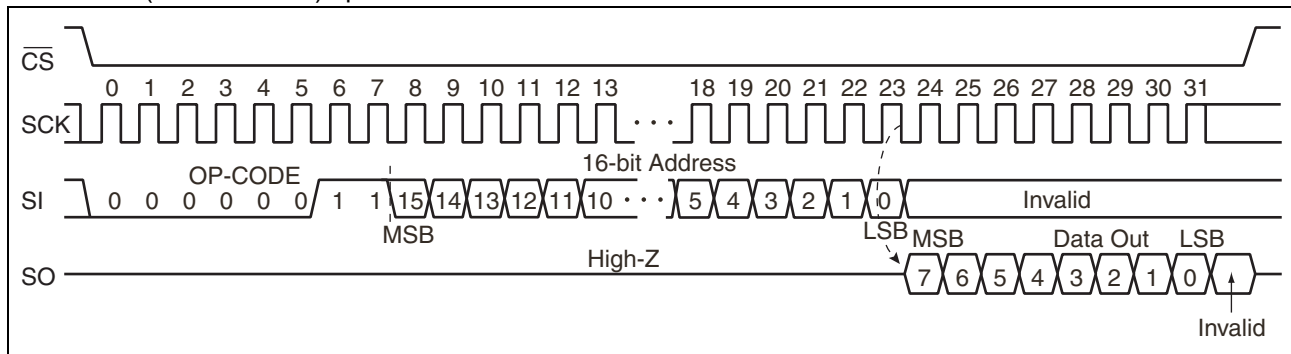 CS
0 1 2 3 4 5 6 7 8 9 10 11 12 13 18 19 20 21 22 23 24 25 26 27 28 29 30 31
SCK ···
OP-CODE 16-bit Address
SI 0 0 0 0 0 0 1 1 15 14 13 12 11 10 ··· 5 4 3 2 1 0 Invalid
MSB LSB MSB Data Out LSB
High-Z
SO 7 6 5 4 3 2 1 0
Invalid